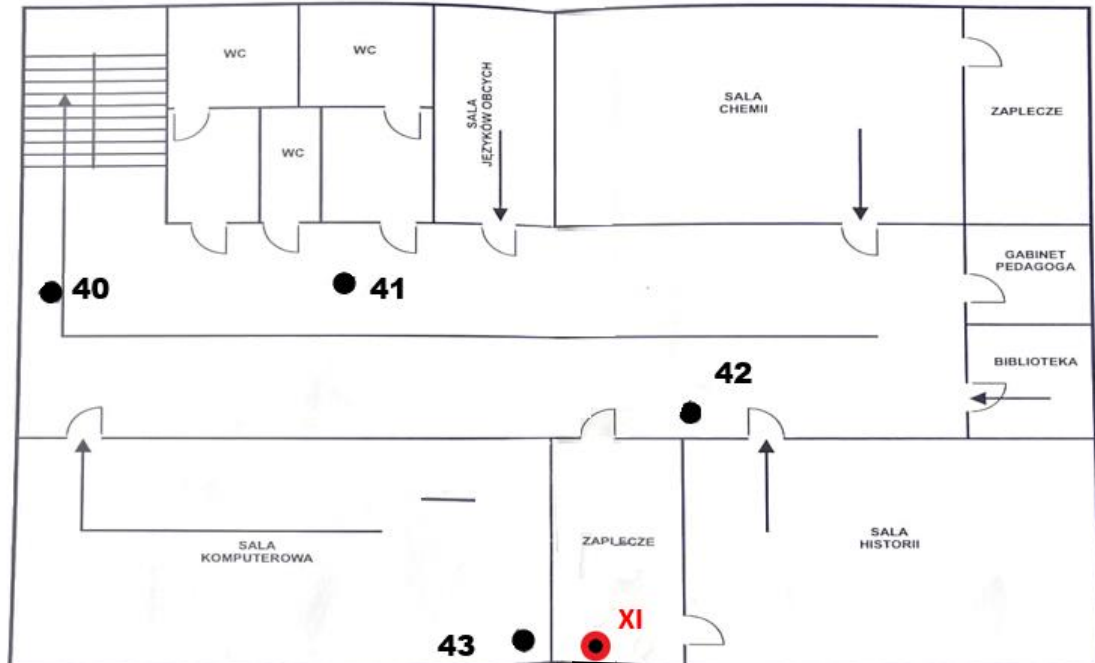 WC
WC
SALA
JĘZYKÓW OBCYCH
SALA
CHEMII
ZAPLECZE
WC
GABINET
PEDAGOGA
40
41
BIBLIOTEKA
42
SALA
KOMPUTEROWA
ZAPLECZE
SALA
HISTORII
XI
43